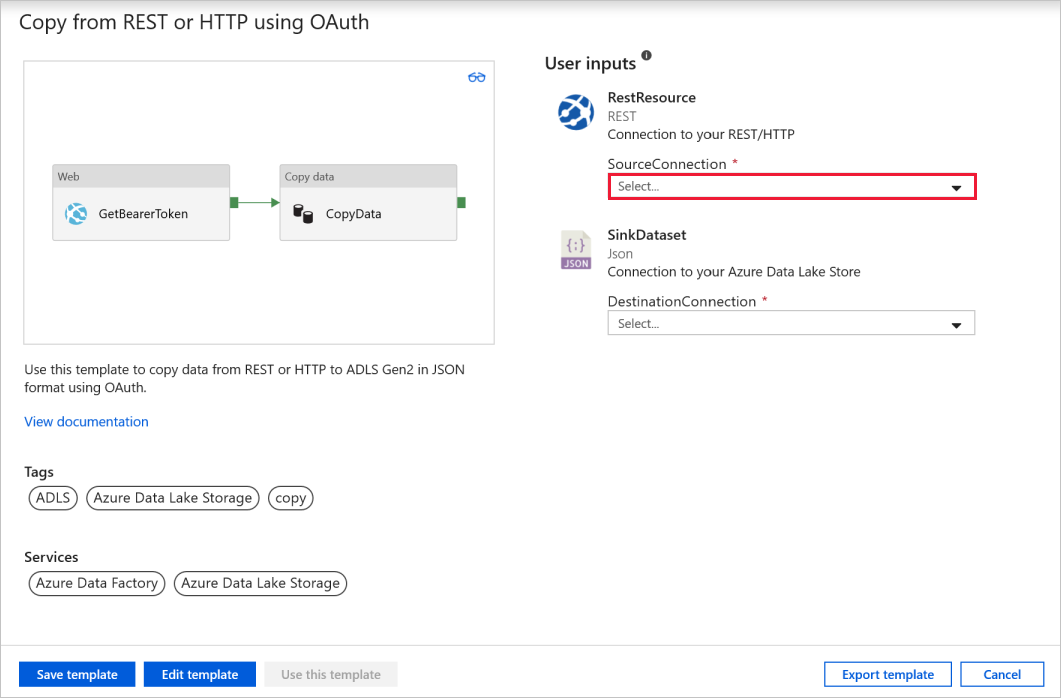 Copy from REST or HTTP using OAuth
Web
GetBearerToken
Copy data
CopyData
Use this template to copy data from REST or HTTP to ADLS Gen2 in JSON
format using OAuth.
View documentation
Tags
ADLS
Azure Data Lake Storage
copy
Services
Azure Data Factory
Azure Data Lake Storage
User inputs
RestResource
REST
Connection to your REST/HTTP
SourceConnection *
Select...
{;}
JSON
SinkDataset
Json
Connection to your Azure Data Lake Store
DestinationConnection *
Select...
Save template
Edit template
Use this template
Export template
Cancel